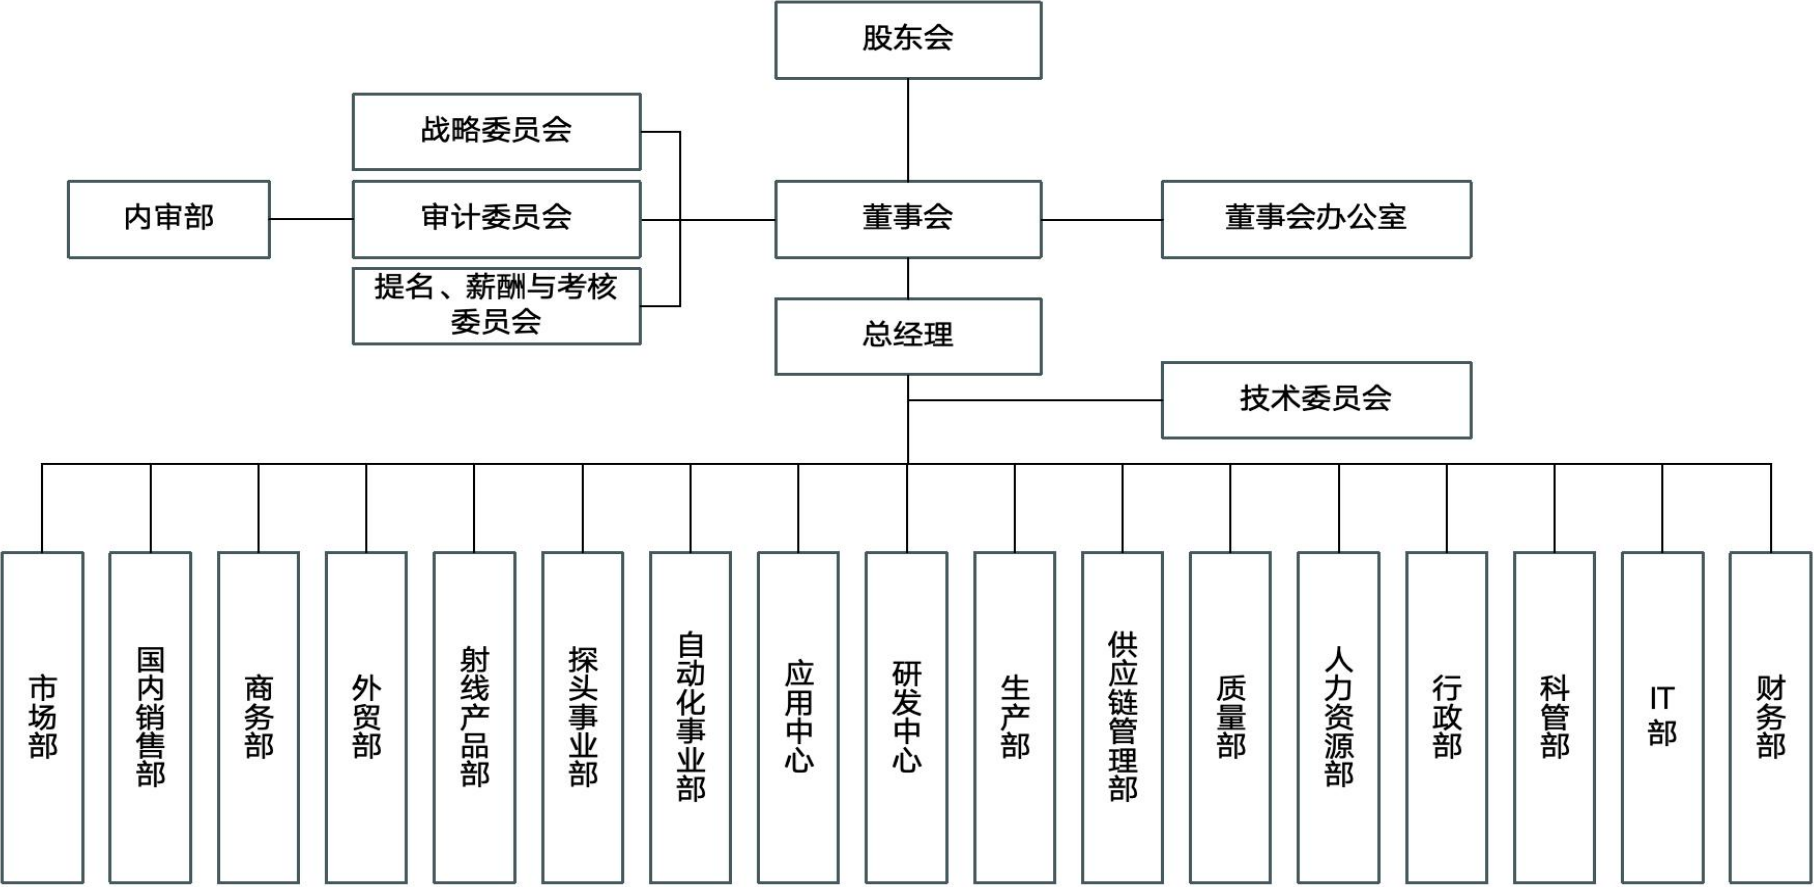 股东会
战略委员会
内审部
审计委员会
董事会
董事会办公室
提名、薪酬与考核
委员会
总经理
技术委员会
市场部
国内销售部
商务部
外贸部
射线产品部
探头事业部
自动化事业部
应用中心
研发中心
生产部
供应链管理部
质量部
人力资源部
行政部
科管部
IT
部
财务部